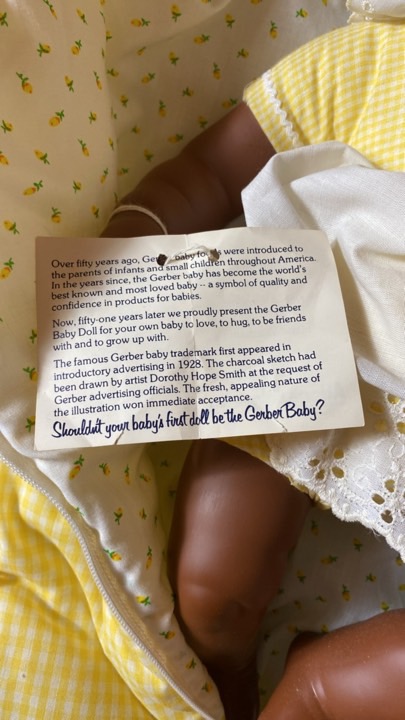 Over fifty years ago, Ger baby foods were introduced to
the parents of infants and small children throughout America.
In the years since, the Gerber baby has become the world's
best known and most loved baby -- a symbol of quality and
confidence in products for babies.
Now, fifty-one years later we proudly present the Gerber
Baby Doll for your own baby to love, to hug, to be friends
with and to grow up with.
The famous Gerber baby trademark first appeared in
introductory advertising in 1928. The charcoal sketch had
been drawn by artist Dorothy Hope Smith at the request of
Gerber advertising officials. The fresh, appealing nature of
the illustration won immediate acceptance.
Shouldn't your baby's first doll be the Gerber Baby?